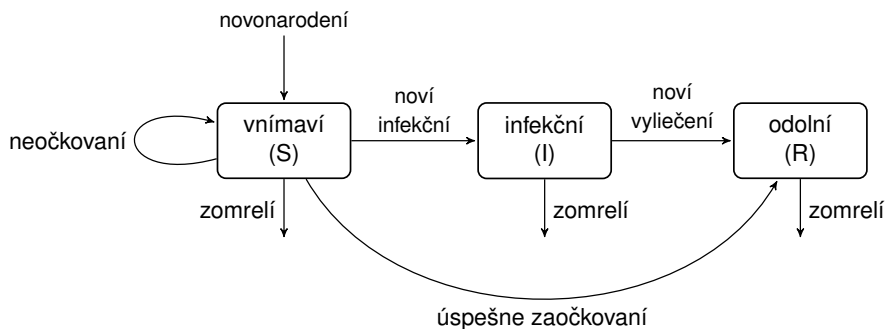 novonarodení
neočkovaní
vnímaví
(S)
noví
infekční
infekční
(I)
noví
vyliečení
odolní
(R)
zomrelí
zomrelí
zomrelí
úspešne zaočkovaní